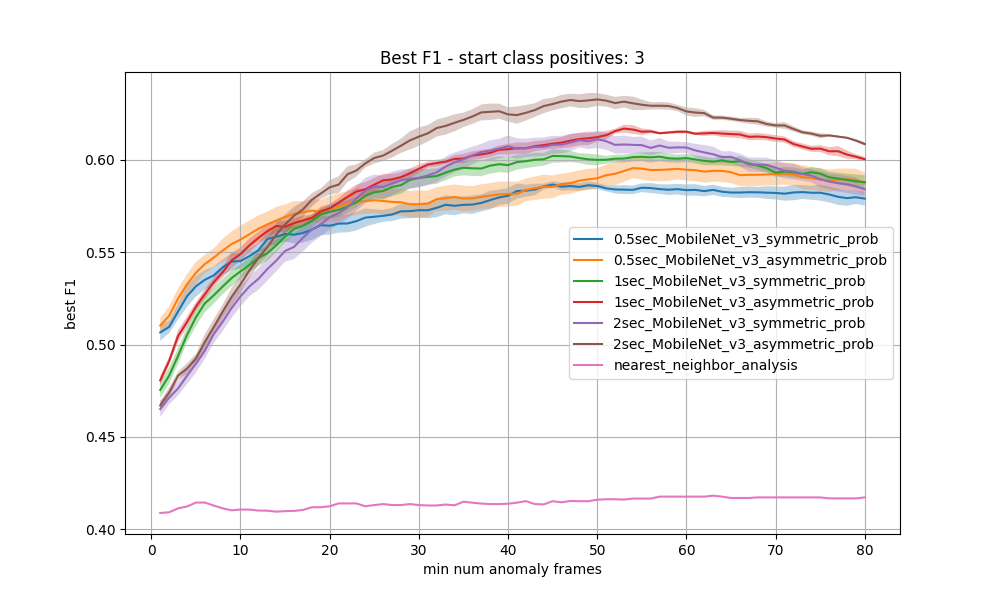 Best F1 - start class positives: 3
best F1
0.60
0.55
0.50
0.45
0.40
0.5sec_MobileNet_v3_symmetric_prob
0.5sec_MobileNet_v3_asymmetric_prob
1sec_MobileNet_v3_symmetric_prob
1sec_MobileNet_v3_asymmetric_prob
2sec_MobileNet_v3_symmetric_prob
2sec_MobileNet_v3_asymmetric_prob
nearest_neighbor_analysis
0 10 20 30 40 50 60 70 80
min num anomaly frames